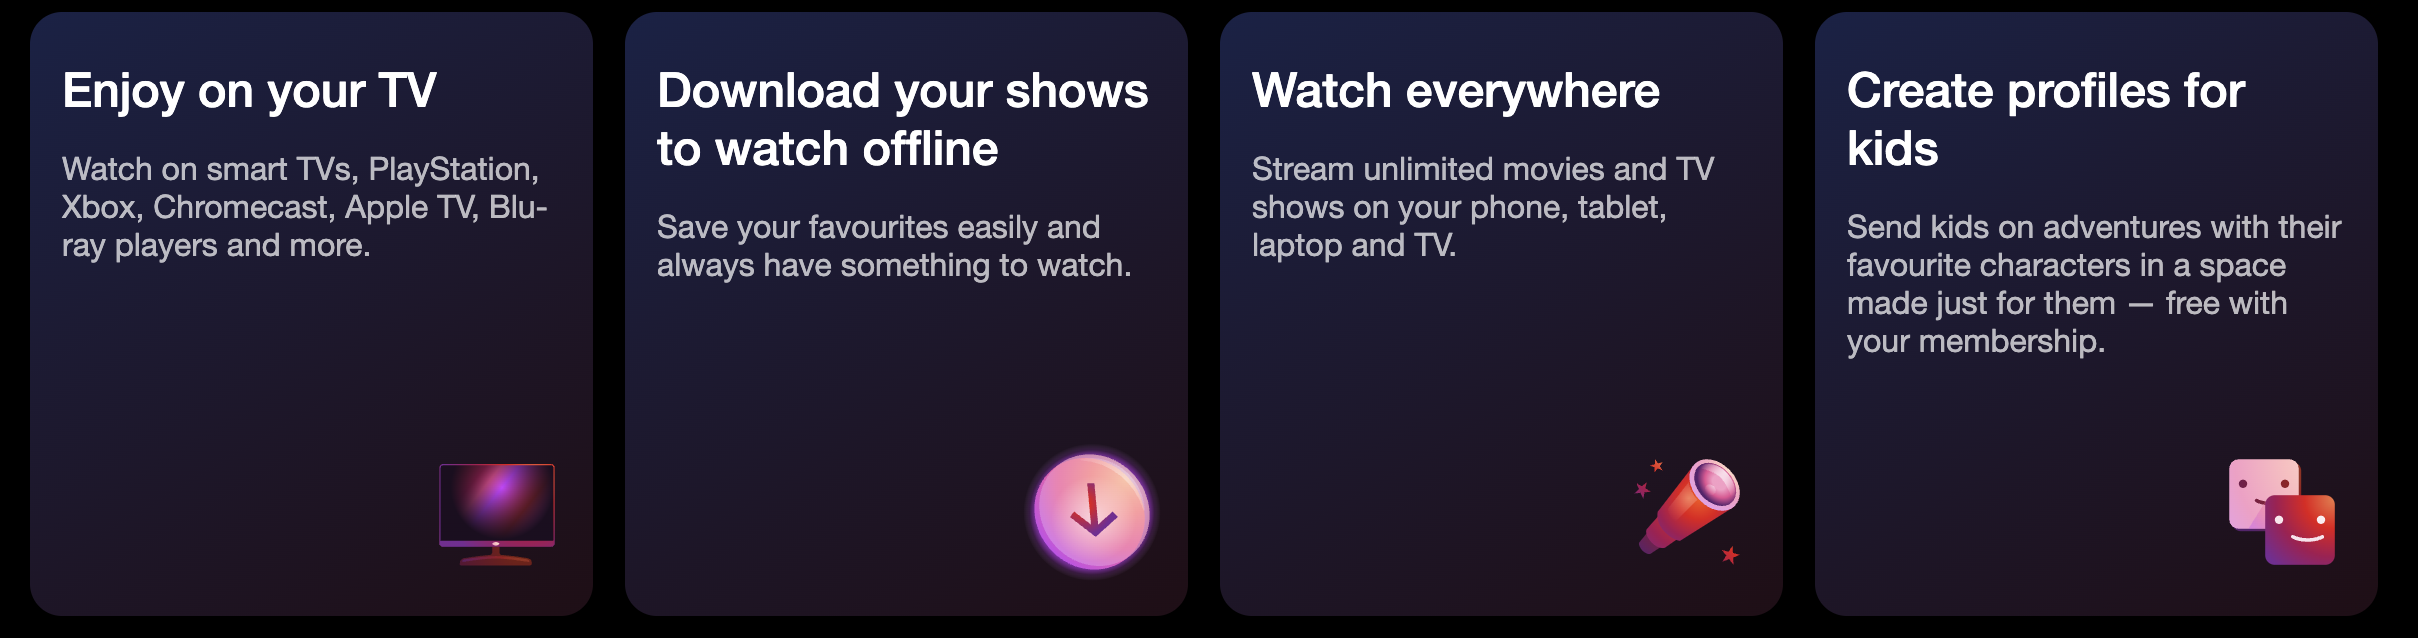 Enjoy on your TV
Watch on smart TVs, PlayStation,
Xbox, Chromecast, Apple TV, Blu-
ray players and more.
Download your shows
to watch offline
Save your favourites easily and
always have something to watch.
Watch everywhere
Stream unlimited movies and TV
shows on your phone, tablet,
laptop and TV.
Create profiles for
kids
Send kids on adventures with their
favourite characters in a space
made just for them — free with
your membership.